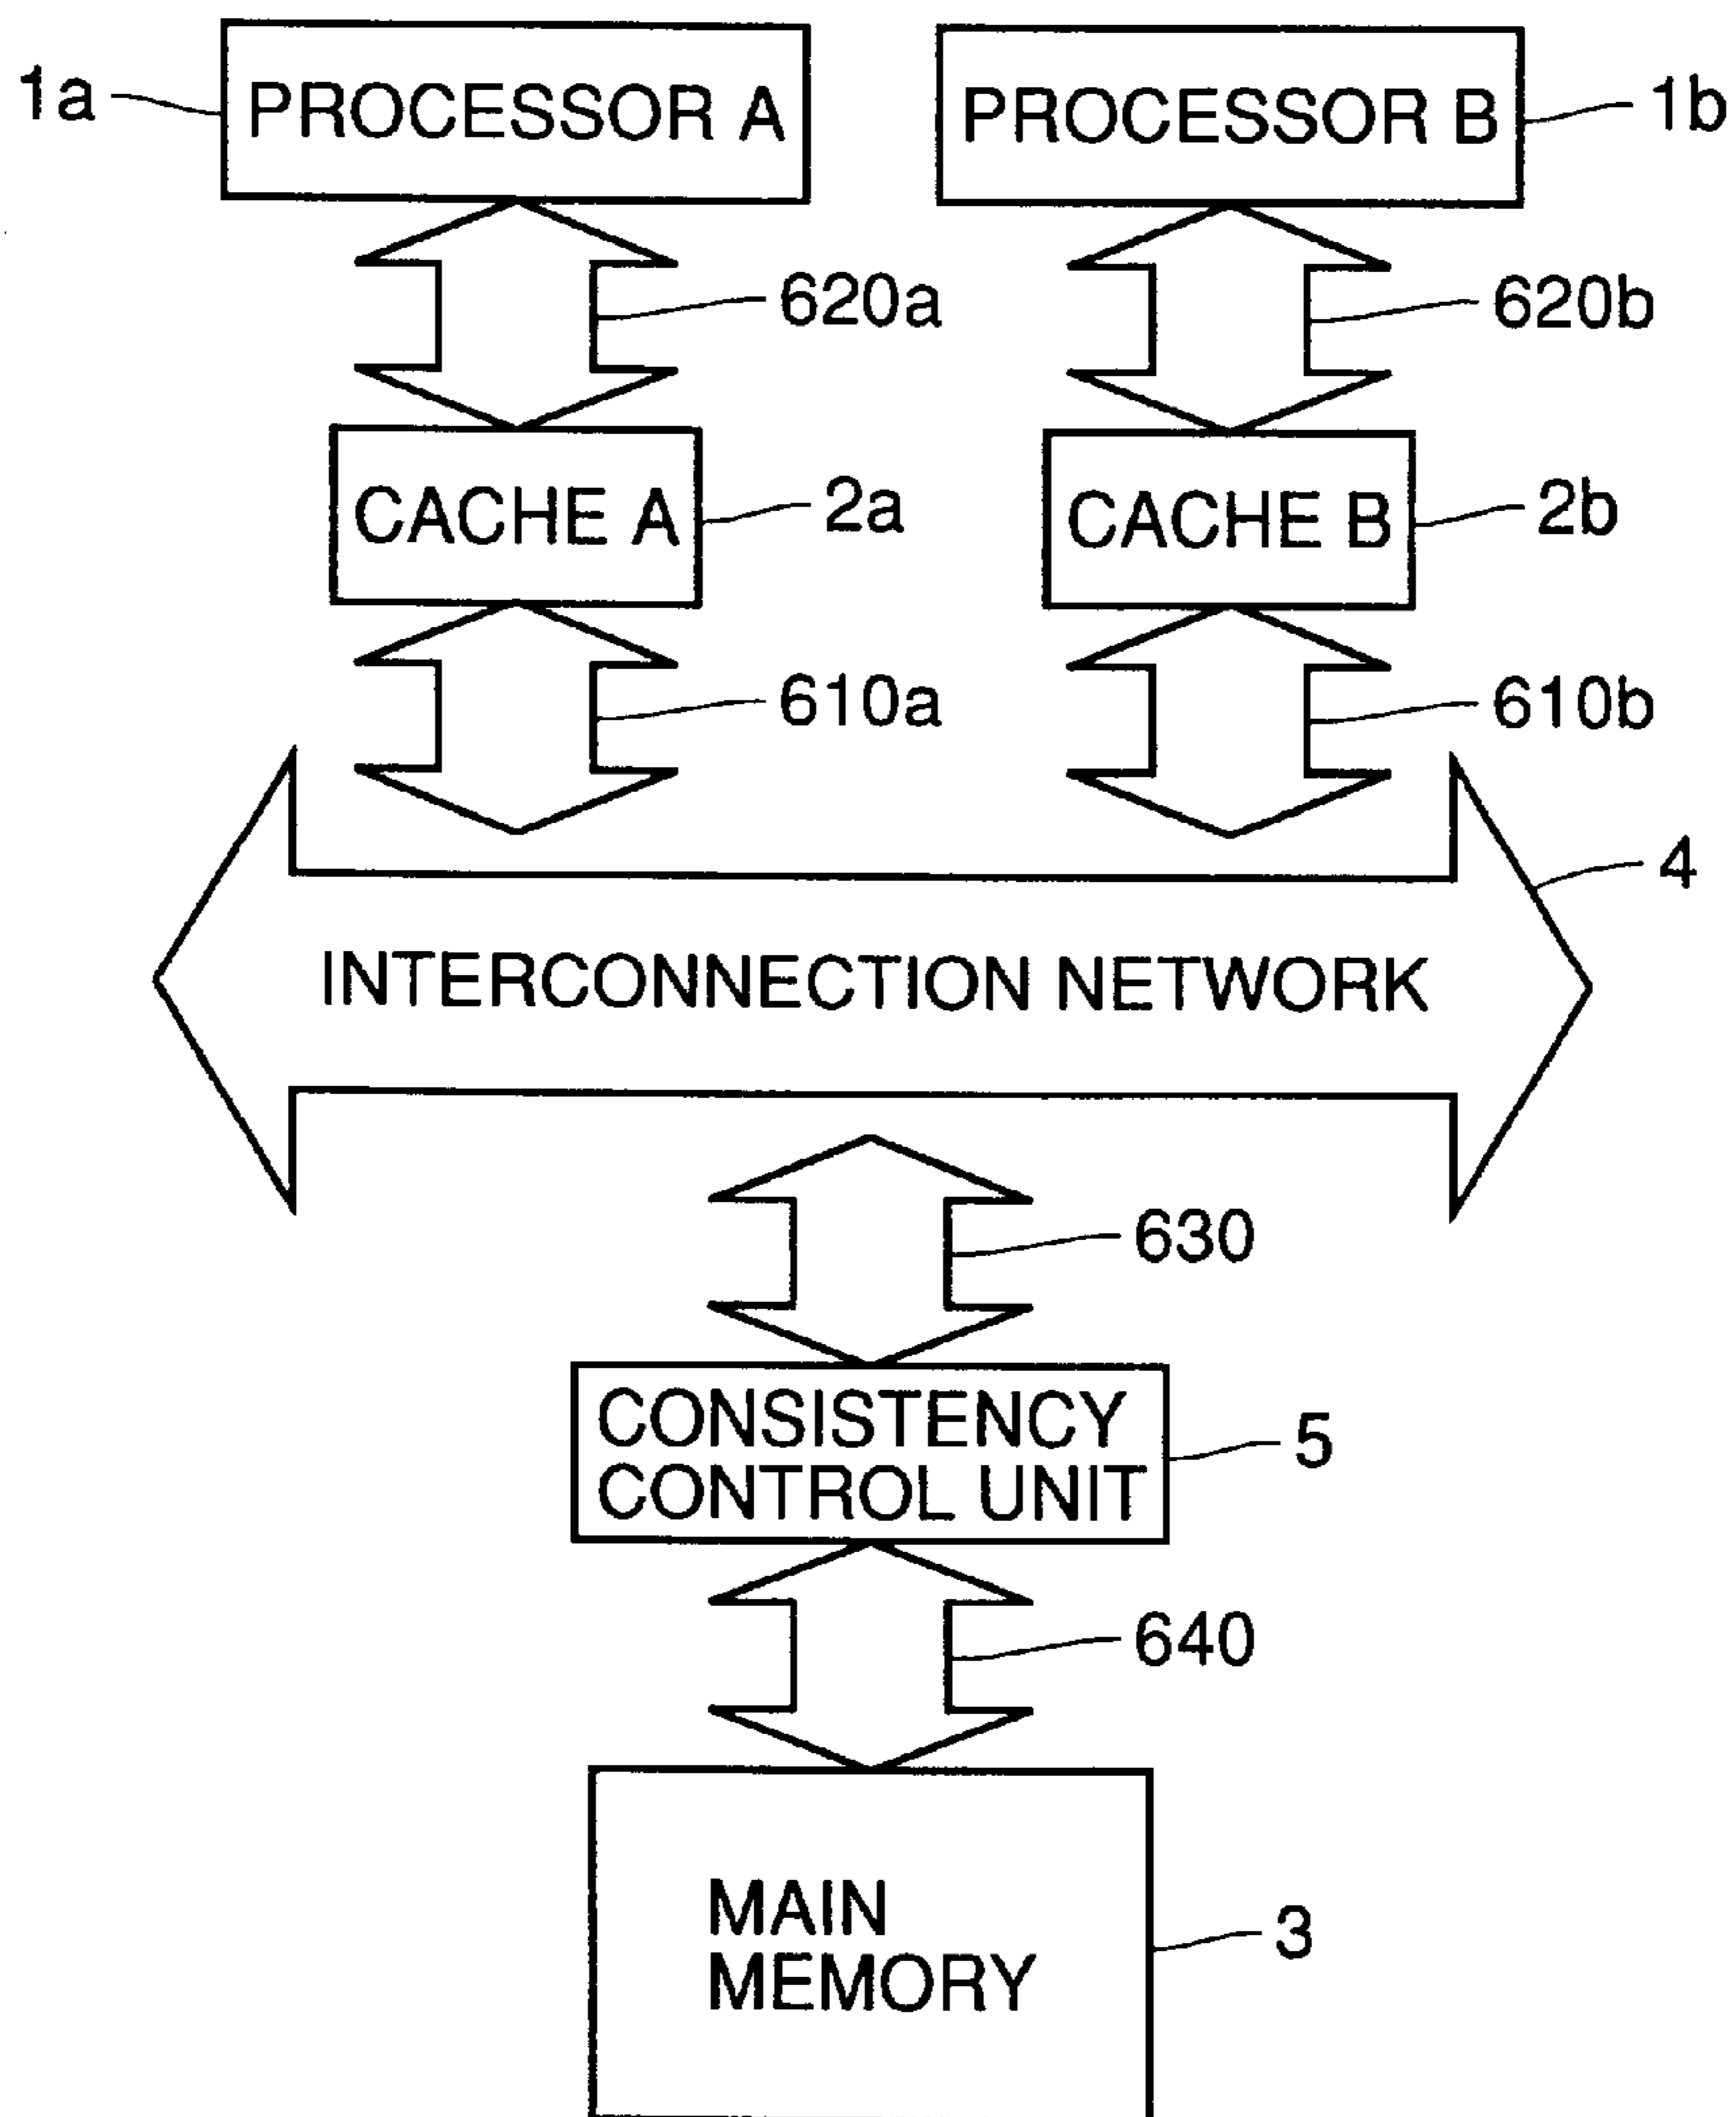 1a
PROCESSOR A
PROCESSOR B
1b
620a
620b
CACHE A
2a
CACHE B
2b
610a
610b
4
INTERCONNECTION NETWORK
630
CONSISTENCY
CONTROL UNIT
5
640
MAIN
MEMORY
3